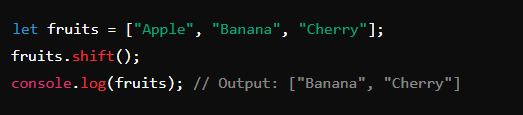 let fruits = ["Apple", "Banana", "Cherry"];
fruits.shift();
console.log(fruits); // Output: ["Banana", "Cherry"]